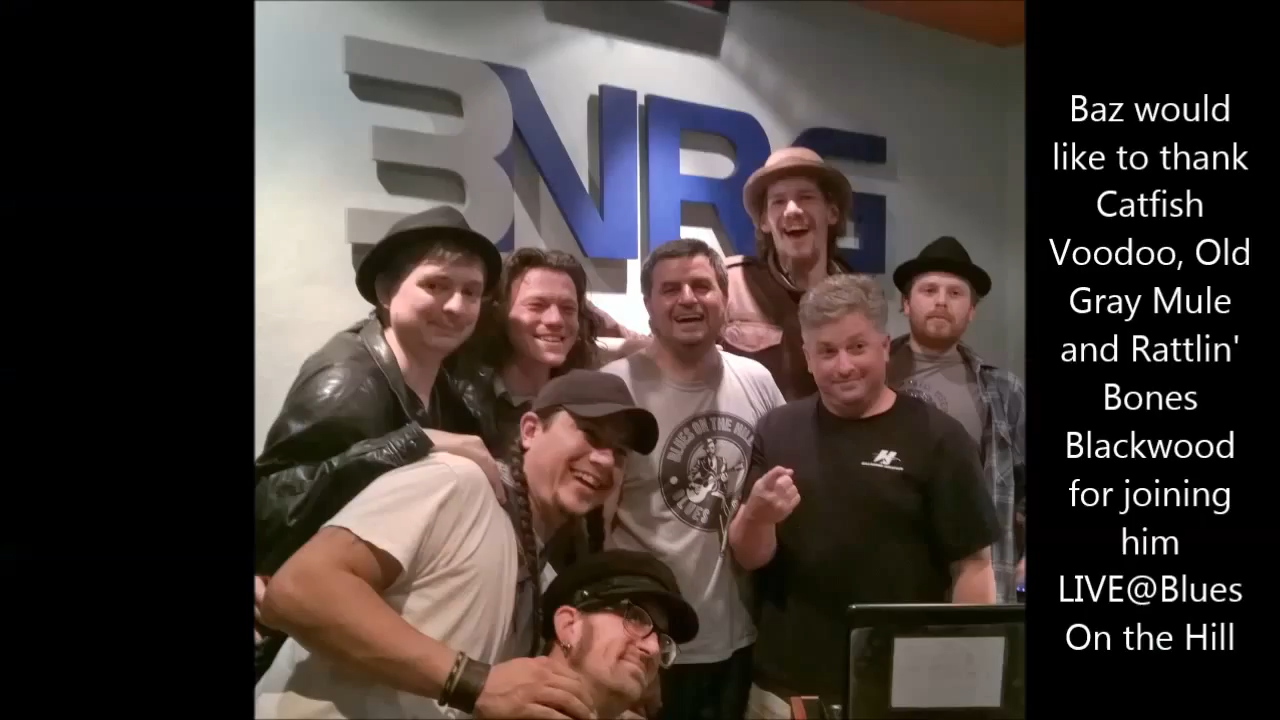 3NRG
BLUES ON THE HILL
BLUES
Baz would
like to thank
Catfish
Voodoo, Old
Gray Mule
and Rattlin'
Bones
Blackwood
for joining
him
LIVE@Blues
On the Hill